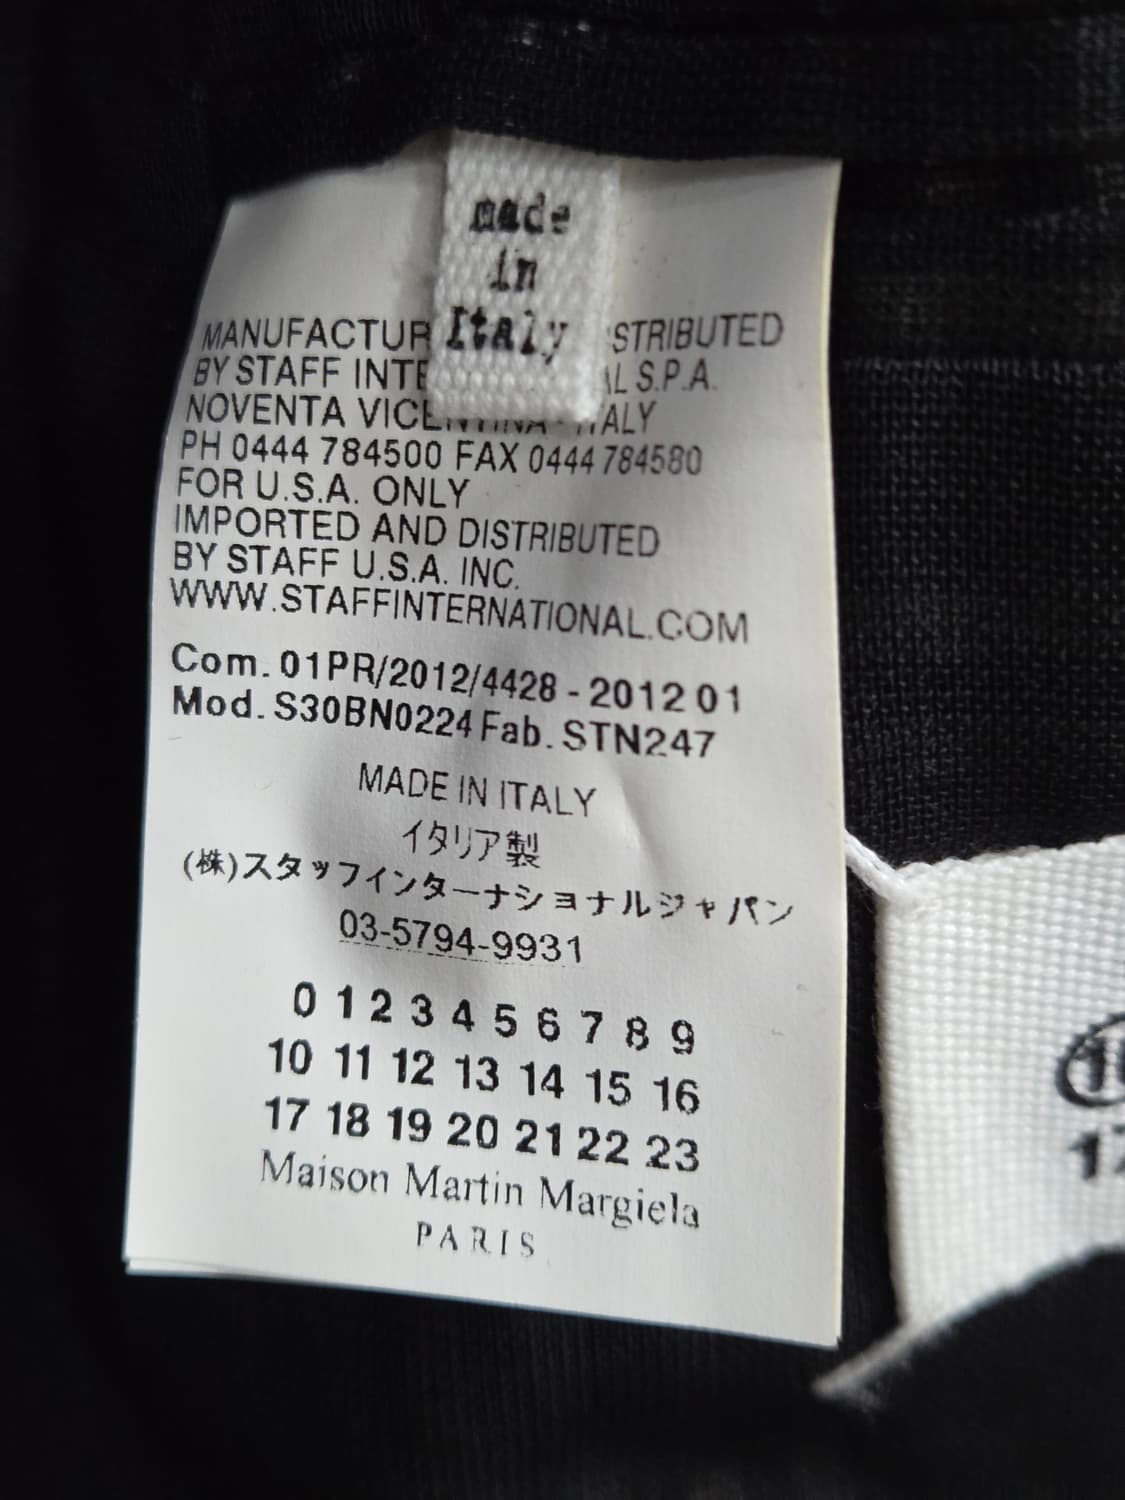 made
in
Italy
MANUFACTUR STRIBUTED
BY STAFF INTE L S.P.A.
NOVENTA VICENTINA - ITALY
PH 0444 784500 FAX 0444 784580
FOR U.S.A. ONLY
IMPORTED AND DISTRIBUTED
BY STAFF U.S.A. INC.
WWW.STAFFINTERNATIONAL.COM
Com. 01PR/2012/4428 - 2012 01
Mod. S30BN0224 Fab. STN247
MADE IN ITALY
イタリア製
(株)スタッフインターナショナルジャパン
03-5794-9931
0 1 2 3 4 5 6 7 8 9
10 11 12 13 14 15 16
17 18 19 20 21 22 23
Maison Martin Margiela
PARIS